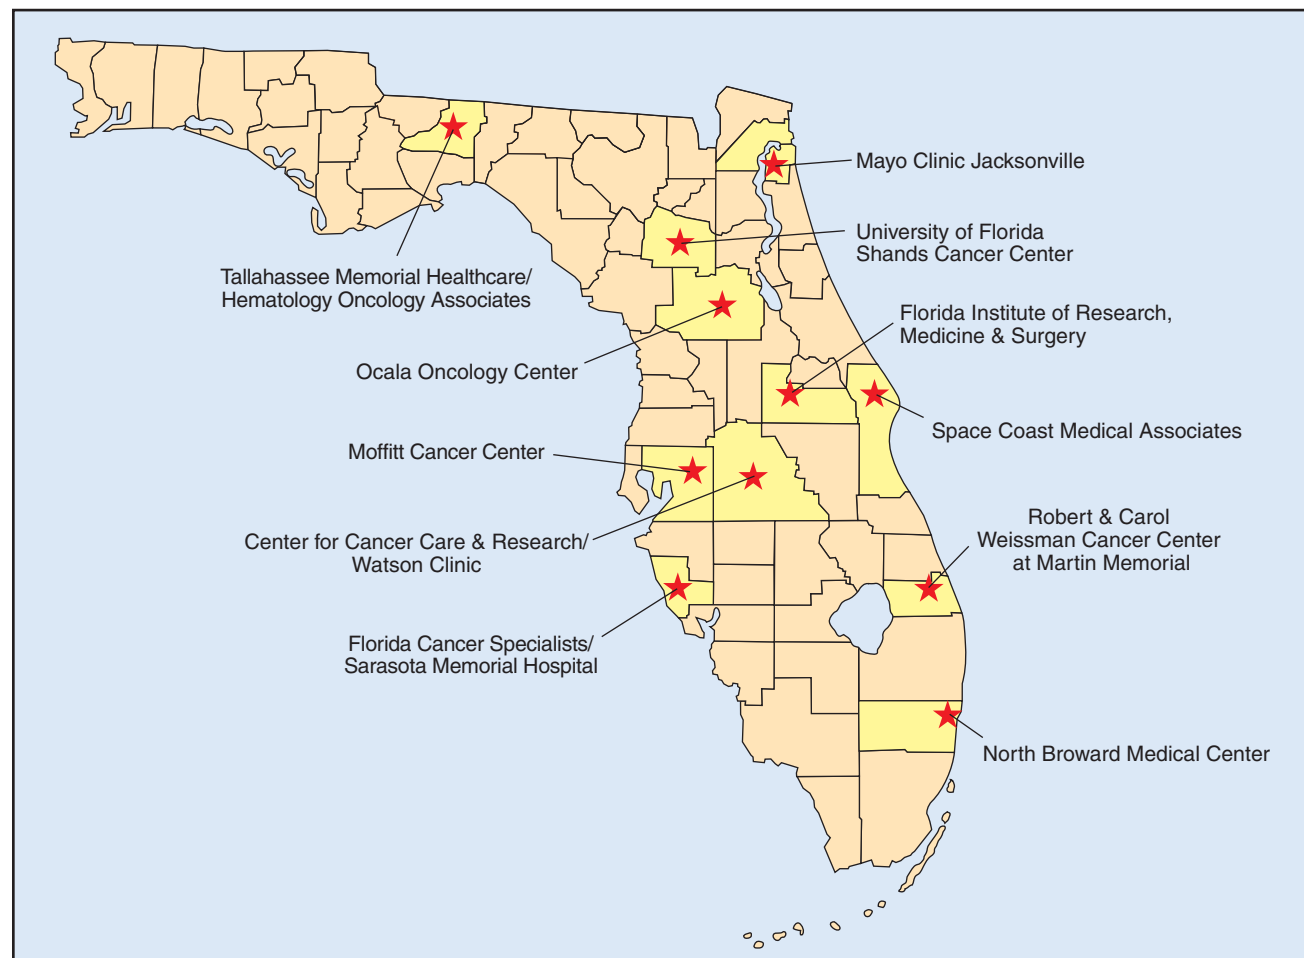 Mayo Clinic Jacksonville
University of Florida
Shands Cancer Center
Tallahassee Memorial Healthcare/
Hematology Oncology Associates
Florida Institute of Research,
Medicine & Surgery
Ocala Oncology Center
Space Coast Medical Associates
Moffitt Cancer Center
Robert & Carol
Weissman Cancer Center
at Martin Memorial
Center for Cancer Care & Research/
Watson Clinic
Florida Cancer Specialists/
Sarasota Memorial Hospital
North Broward Medical Center